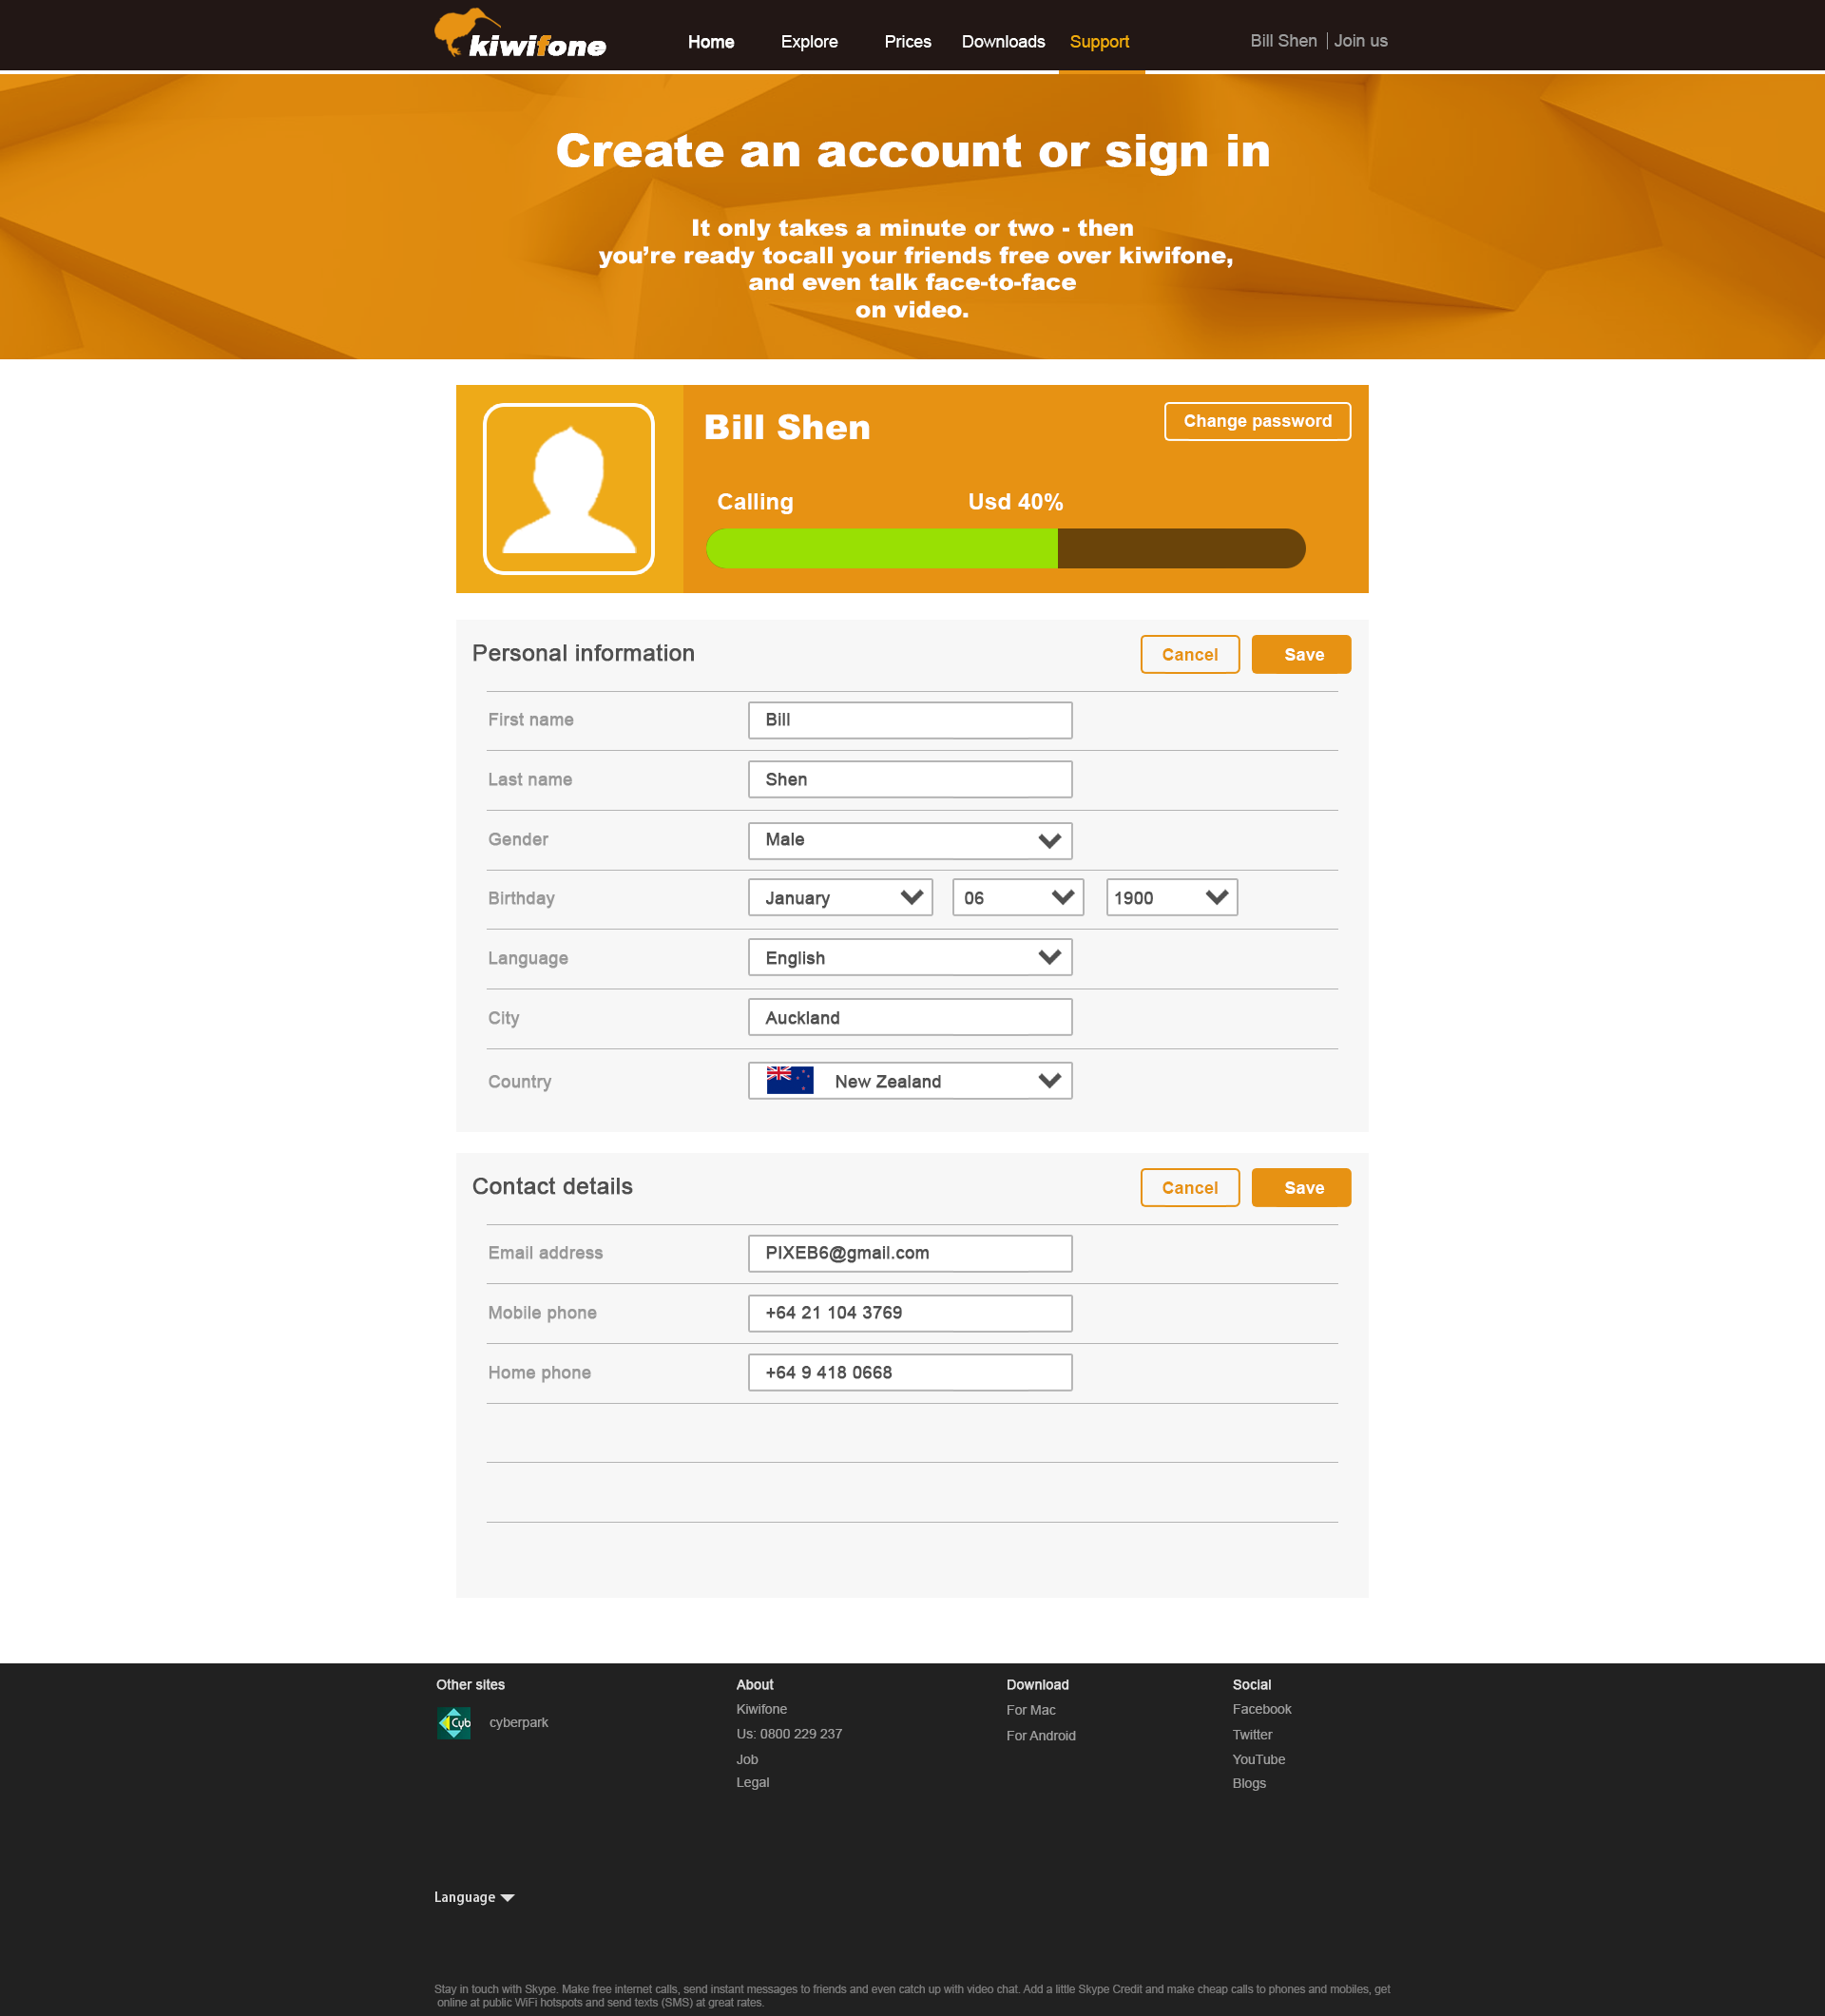 kiwifone
Home Explore Prices Downloads Support Bill Shen Join us
Create an account or sign in
It only takes a minute or two - then
you’re ready tocall your friends free over kiwifone,
and even talk face-to-face
on video.
Bill Shen
Change password
Calling Usd 40%
Personal information
Cancel Save
First name Bill
Last name Shen
Gender Male
Birthday January 06 1900
Language English
City Auckland
Country New Zealand
Contact details
Cancel Save
Email address PIXEB6@gmail.com
Mobile phone +64 21 104 3769
Home phone +64 9 418 0668
Other sites
Cyb cyberpark
About
Kiwifone
Us: 0800 229 237
Job
Legal
Download
For Mac
For Android
Social
Facebook
Twitter
YouTube
Blogs
Language
Stay in touch with Skype. Make free internet calls, send instant messages to friends and even catch up with video chat. Add a little Skype Credit and make cheap calls to phones and mobiles, get
online at public WiFi hotspots and send texts (SMS) at great rates.